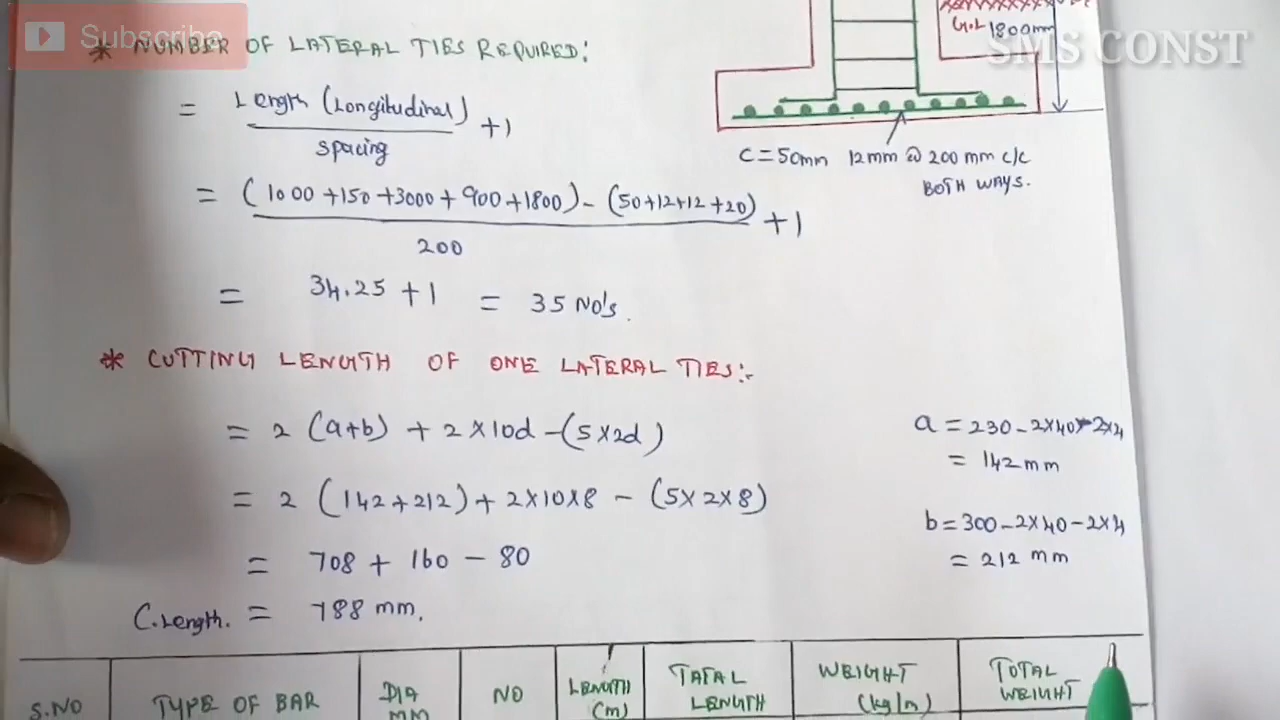 Subscribe
* NUMBER OF LATERAL TIES REQUIRED:
= Length (Longitudinal) / spacing + 1
= (1000 + 150 + 3000 + 900 + 1800) - (50+12+12+20) / 200 + 1
= 34.25 + 1 = 35 No's.
G.L 1800mm
SMS CONST
C = 50mm 12mm @ 200 mm c/c
BOTH WAYS.
* CUTTING LENGTH OF ONE LATERAL TIES:-
= 2 (a+b) + 2 x 10d - (5 x 2d)
= 2 (142 + 212) + 2 x 10 x 8 - (5 x 2 x 8)
= 708 + 160 - 80
C.Length. = 788 mm.
a = 230 - 2x40 - 2x4
= 142 mm
b = 300 - 2x40 - 2x4
= 212 mm
S.NO TYPE OF BAR DIA MM NO LENGTH (m) TATAL LENGTH WEIGHT (kg/m) TOTAL WEIGHT